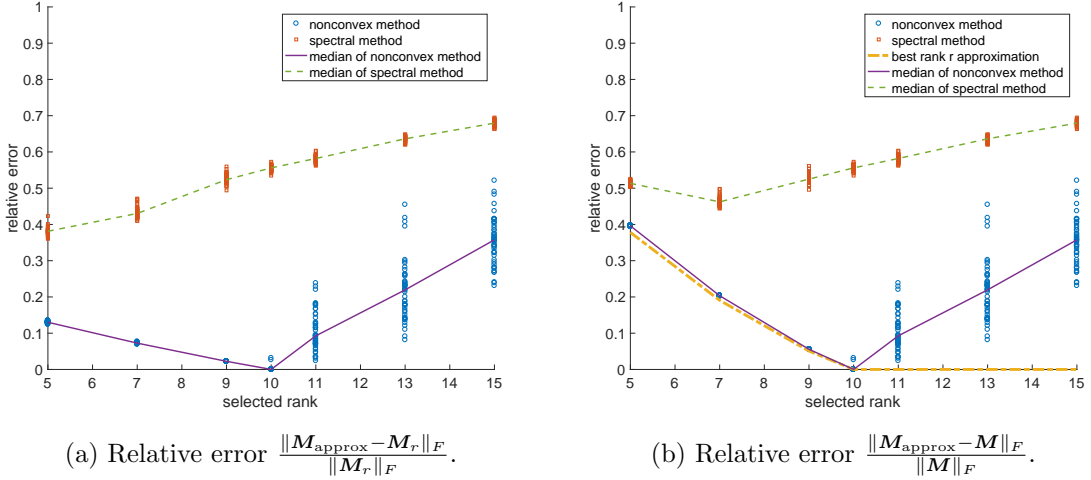 1
0.9
0.8
0.7
0.6
0.5
0.4
0.3
0.2
0.1
0
relative error
nonconvex method
spectral method
median of nonconvex method
median of spectral method
5 6 7 8 9 10 11 12 13 14 15
selected rank
(a) Relative error ‖M_approx−M_r‖_F / ‖M_r‖_F.
1
0.9
0.8
0.7
0.6
0.5
0.4
0.3
0.2
0.1
0
relative error
nonconvex method
spectral method
best rank r approximation
median of nonconvex method
median of spectral method
5 6 7 8 9 10 11 12 13 14 15
selected rank
(b) Relative error ‖M_approx−M‖_F / ‖M‖_F.